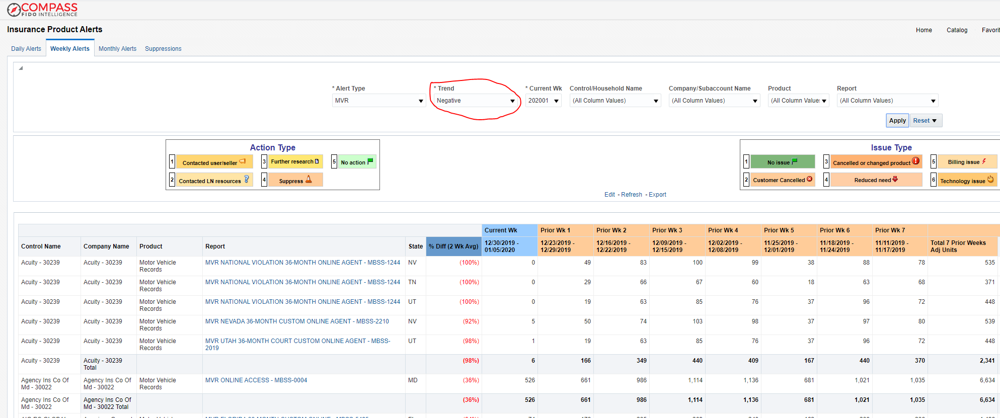 COMPASS
FIDO INTELLIGENCE
Insurance Product Alerts
Home Catalog Favorit
Daily Alerts Weekly Alerts Monthly Alerts Suppressions
* Alert Type * Trend * Current Wk Control/Household Name Company/Subaccount Name Product Report
MVR Negative 202001 (All Column Values) (All Column Values) (All Column Value: (All Column Values)
Apply Reset
Action Type
1 Contacted user/seller 3 Further research 5 No action
2 Contacted LN resources 4 Suppress
Issue Type
1 No issue 3 Cancelled or changed product 5 Billing issue
2 Customer Cancelled 4 Reduced need 6 Technology issue
Edit - Refresh - Export
Current Wk Prior Wk 1 Prior Wk 2 Prior Wk 3 Prior Wk 4 Prior Wk 5 Prior Wk 6 Prior Wk 7
Control Name Company Name Product Report State % Diff (2 Wk Avg) 12/30/2019 - 12/23/2019 - 12/16/2019 - 12/09/2019 - 12/02/2019 - 11/25/2019 - 11/18/2019 - 11/11/2019 - Total 7 Prior Weeks
01/05/2020 12/29/2019 12/22/2019 12/15/2019 12/08/2019 12/01/2019 11/24/2019 11/17/2019 Adj Units
Acuity - 30239 Acuity - 30239 Motor Vehicle MVR NATIONAL VIOLATION 36-MONTH ONLINE AGENT - MBSS-1244 NV (100%) 0 49 83 100 99 38 88 78 535
Records
Acuity - 30239 Acuity - 30239 Motor Vehicle MVR NATIONAL VIOLATION 36-MONTH ONLINE AGENT - MBSS-1244 TN (100%) 0 29 66 67 60 18 63 68 371
Records
Acuity - 30239 Acuity - 30239 Motor Vehicle MVR NATIONAL VIOLATION 36-MONTH ONLINE AGENT - MBSS-1244 UT (100%) 0 19 63 85 76 37 96 72 448
Records
Acuity - 30239 Acuity - 30239 Motor Vehicle MVR NEVADA 36-MONTH CUSTOM ONLINE AGENT - MBSS-2210 NV (92%) 5 50 74 103 98 37 97 80 539
Records
Acuity - 30239 Acuity - 30239 Motor Vehicle MVR UTAH 36-MONTH COURT CUSTOM ONLINE AGENT - MBSS- UT (98%) 1 19 63 85 76 37 96 72 448
Records 2019
Acuity - 30239 Acuity - 30239 (98%) 6 166 349 440 409 167 440 370 2,341
Total
Agency Ins Co Of Agency Ins Co Of Motor Vehicle MVR ONLINE ACCESS - MBSS-0004 MD (36%) 526 661 986 1,114 1,136 681 1,021 1,035 6,634
Md - 30022 Md - 30022 Records
Agency Ins Co Of Agency Ins Co Of (36%) 526 661 986 1,114 1,136 681 1,021 1,035 6,634
Md - 30022 Md - 30022 Total